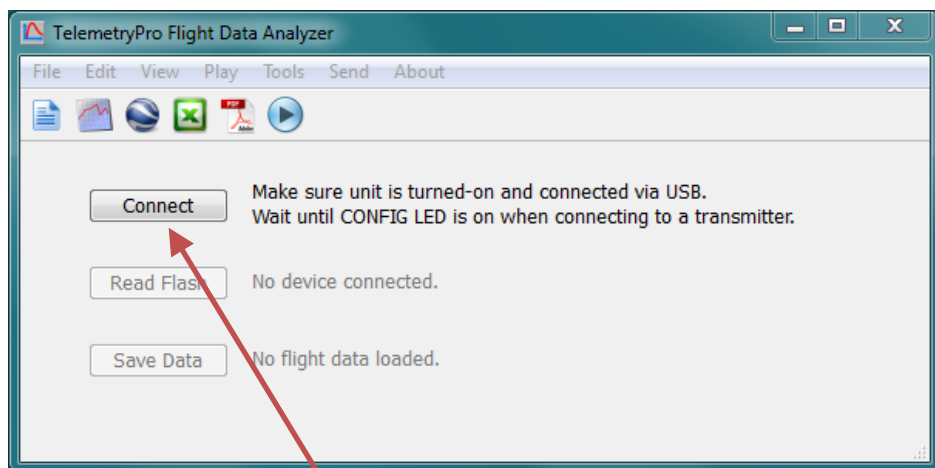 TelemetryPro Flight Data Analyzer
File Edit View Play Tools Send About
PDF
Adobe
Connect
Make sure unit is turned-on and connected via USB.
Wait until CONFIG LED is on when connecting to a transmitter.
Read Flash
No device connected.
Save Data
No flight data loaded.